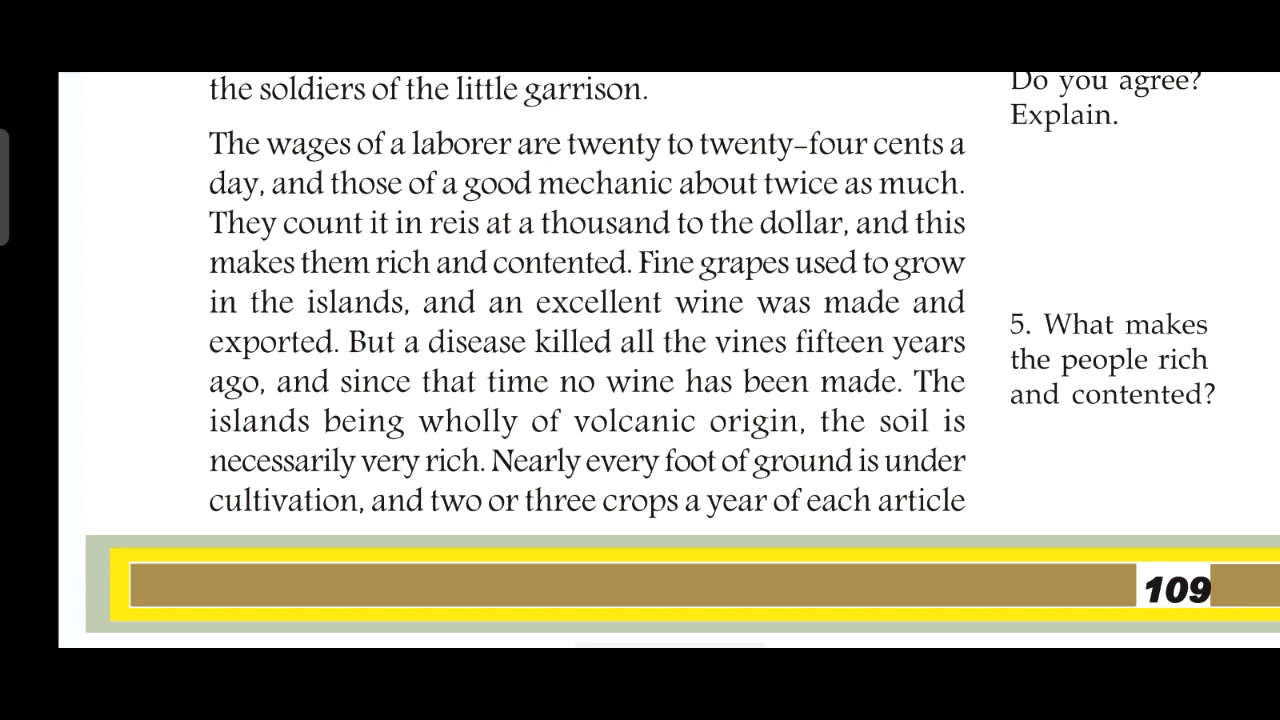 the soldiers of the little garrison.
The wages of a laborer are twenty to twenty-four cents a
day, and those of a good mechanic about twice as much.
They count it in reis at a thousand to the dollar, and this
makes them rich and contented. Fine grapes used to grow
in the islands, and an excellent wine was made and
exported. But a disease killed all the vines fifteen years
ago, and since that time no wine has been made. The
islands being wholly of volcanic origin, the soil is
necessarily very rich. Nearly every foot of ground is under
cultivation, and two or three crops a year of each article
Do you agree?
Explain.
5. What makes
the people rich
and contented?
109